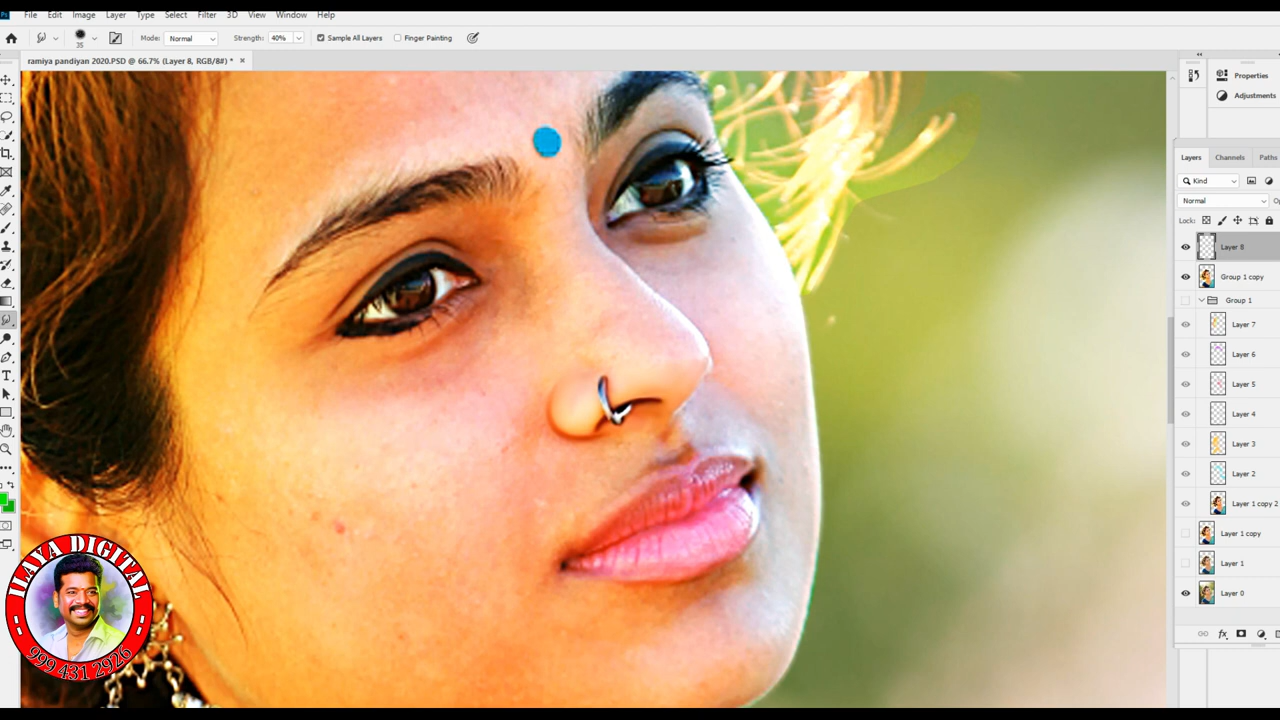 Ps File Edit Image Layer Type Select Filter 3D View Window Help
35 Mode: Normal Strength: 40% Sample All Layers Finger Painting
ramiya pandiyan 2020.PSD @ 66.7% (Layer 8, RGB/8#) * ×
Properties
Adjustments
Layers Channels Paths
Kind
Normal
Lock:
Layer 8
Group 1 copy
Group 1
Layer 7
Layer 6
Layer 5
Layer 4
Layer 3
Layer 2
Layer 1 copy 2
Layer 1 copy
Layer 1
Layer 0
fx
ILAYA DIGITAL
999 431 2926